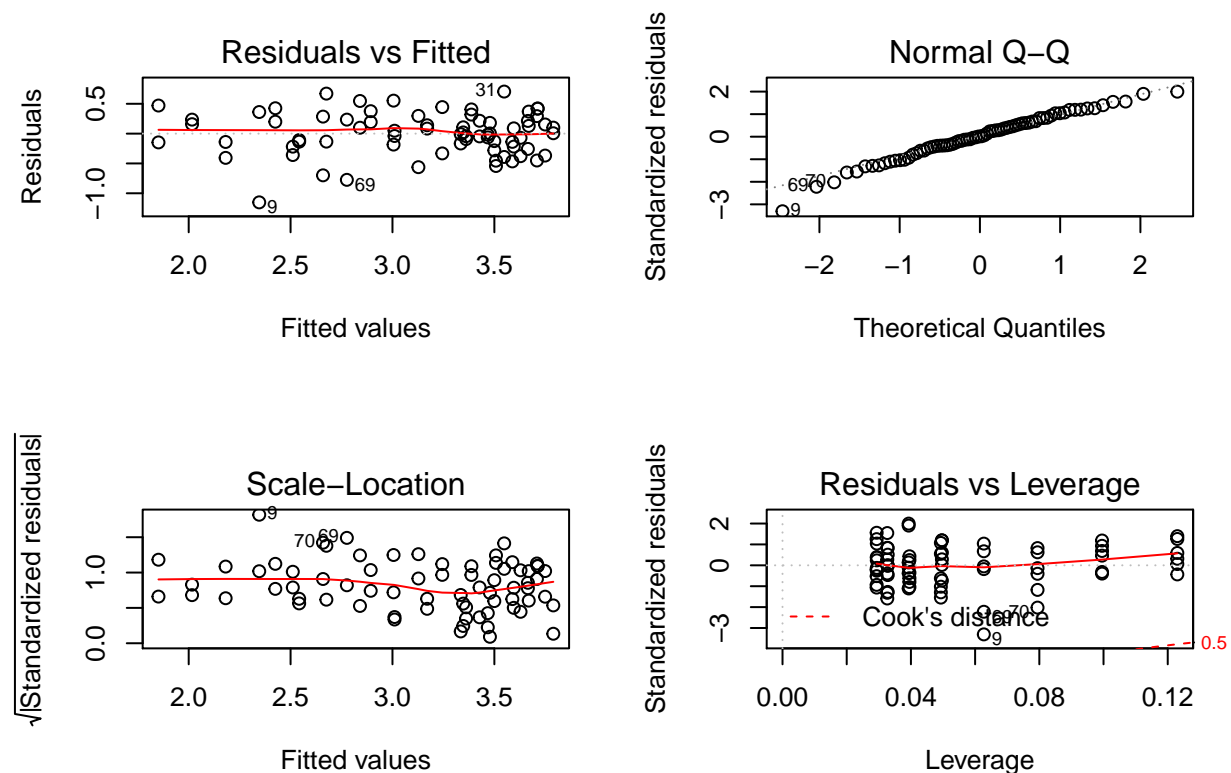 Residuals vs Fitted
Residuals
0.5
−1.0
31
69
9
2.0 2.5 3.0 3.5
Fitted values
Normal Q−Q
Standardized residuals
2
0
−3
69
70
9
−2 −1 0 1 2
Theoretical Quantiles
Scale−Location
√|Standardized residuals|
1.0
0.0
9
70
69
2.0 2.5 3.0 3.5
Fitted values
Residuals vs Leverage
Standardized residuals
2
0
−3
Cook's distance
69
70
9
0.5
0.00 0.04 0.08 0.12
Leverage